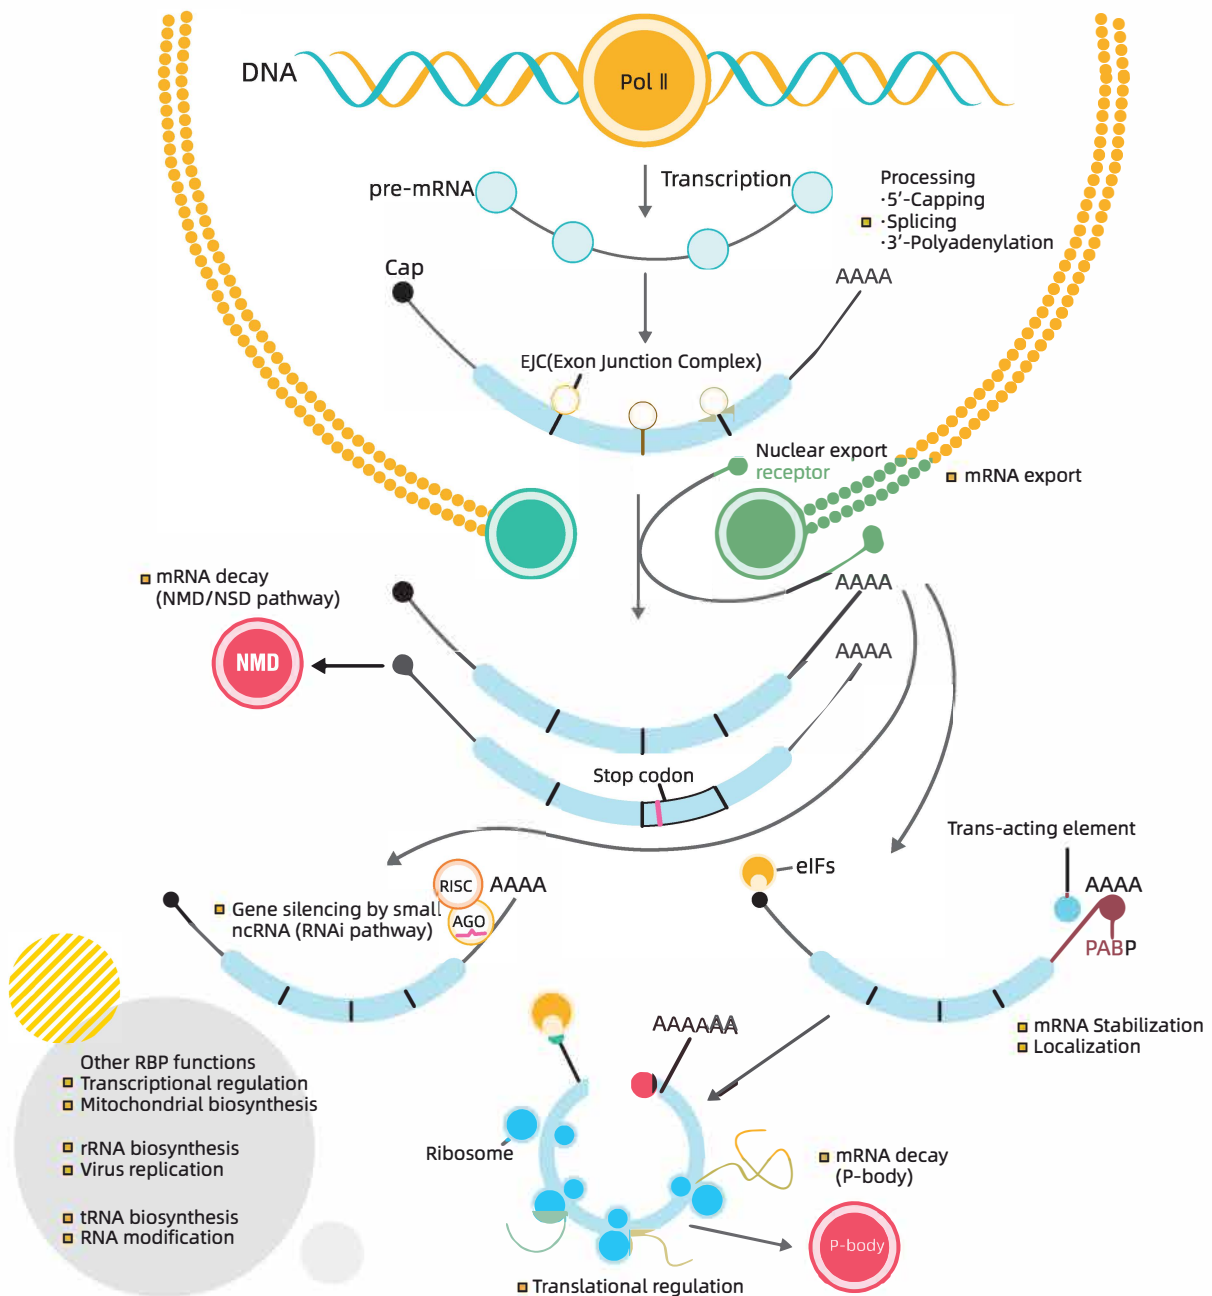 DNA
Pol II
pre-mRNA
Transcription
Processing
·5′-Capping
·Splicing
·3′-Polyadenylation
Cap
AAAA
EJC(Exon Junction Complex)
Nuclear export
receptor
mRNA export
mRNA decay
(NMD/NSD pathway)
AAAA
NMD
AAAA
Stop codon
Trans-acting element
eIFs
RISC
AAAA
AAAA
Gene silencing by small
ncRNA (RNAi pathway)
AGO
PABP
AAAAAA
mRNA Stabilization
Localization
Other RBP functions
Transcriptional regulation
Mitochondrial biosynthesis
rRNA biosynthesis
Virus replication
tRNA biosynthesis
RNA modification
Ribosome
mRNA decay
(P-body)
P-body
Translational regulation